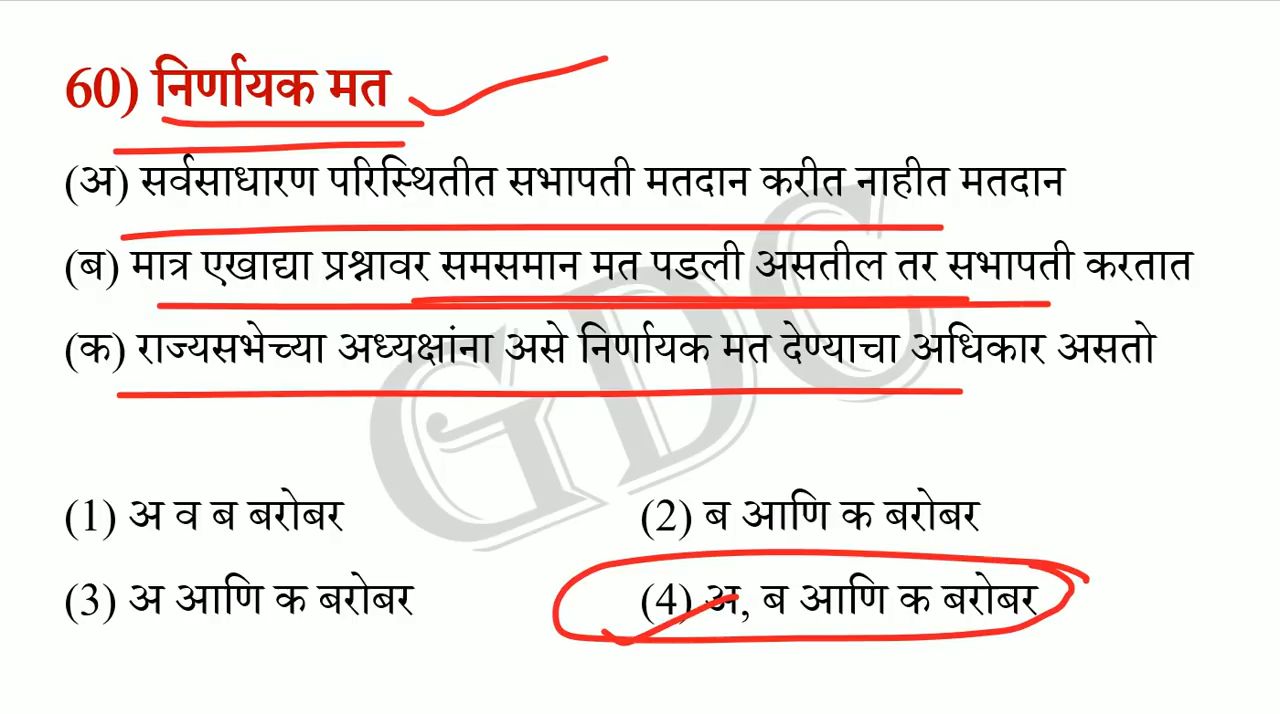 60) निर्णायक मत
(अ) सर्वसाधारण परिस्थितीत सभापती मतदान करीत नाहीत मतदान
(ब) मात्र एखाद्या प्रश्नावर समसमान मत पडली असतील तर सभापती करतात
(क) राज्यसभेच्या अध्यक्षांना असे निर्णायक मत देण्याचा अधिकार असतो
GDC
(1) अ व ब बरोबर (2) ब आणि क बरोबर
(3) अ आणि क बरोबर (4) अ, ब आणि क बरोबर